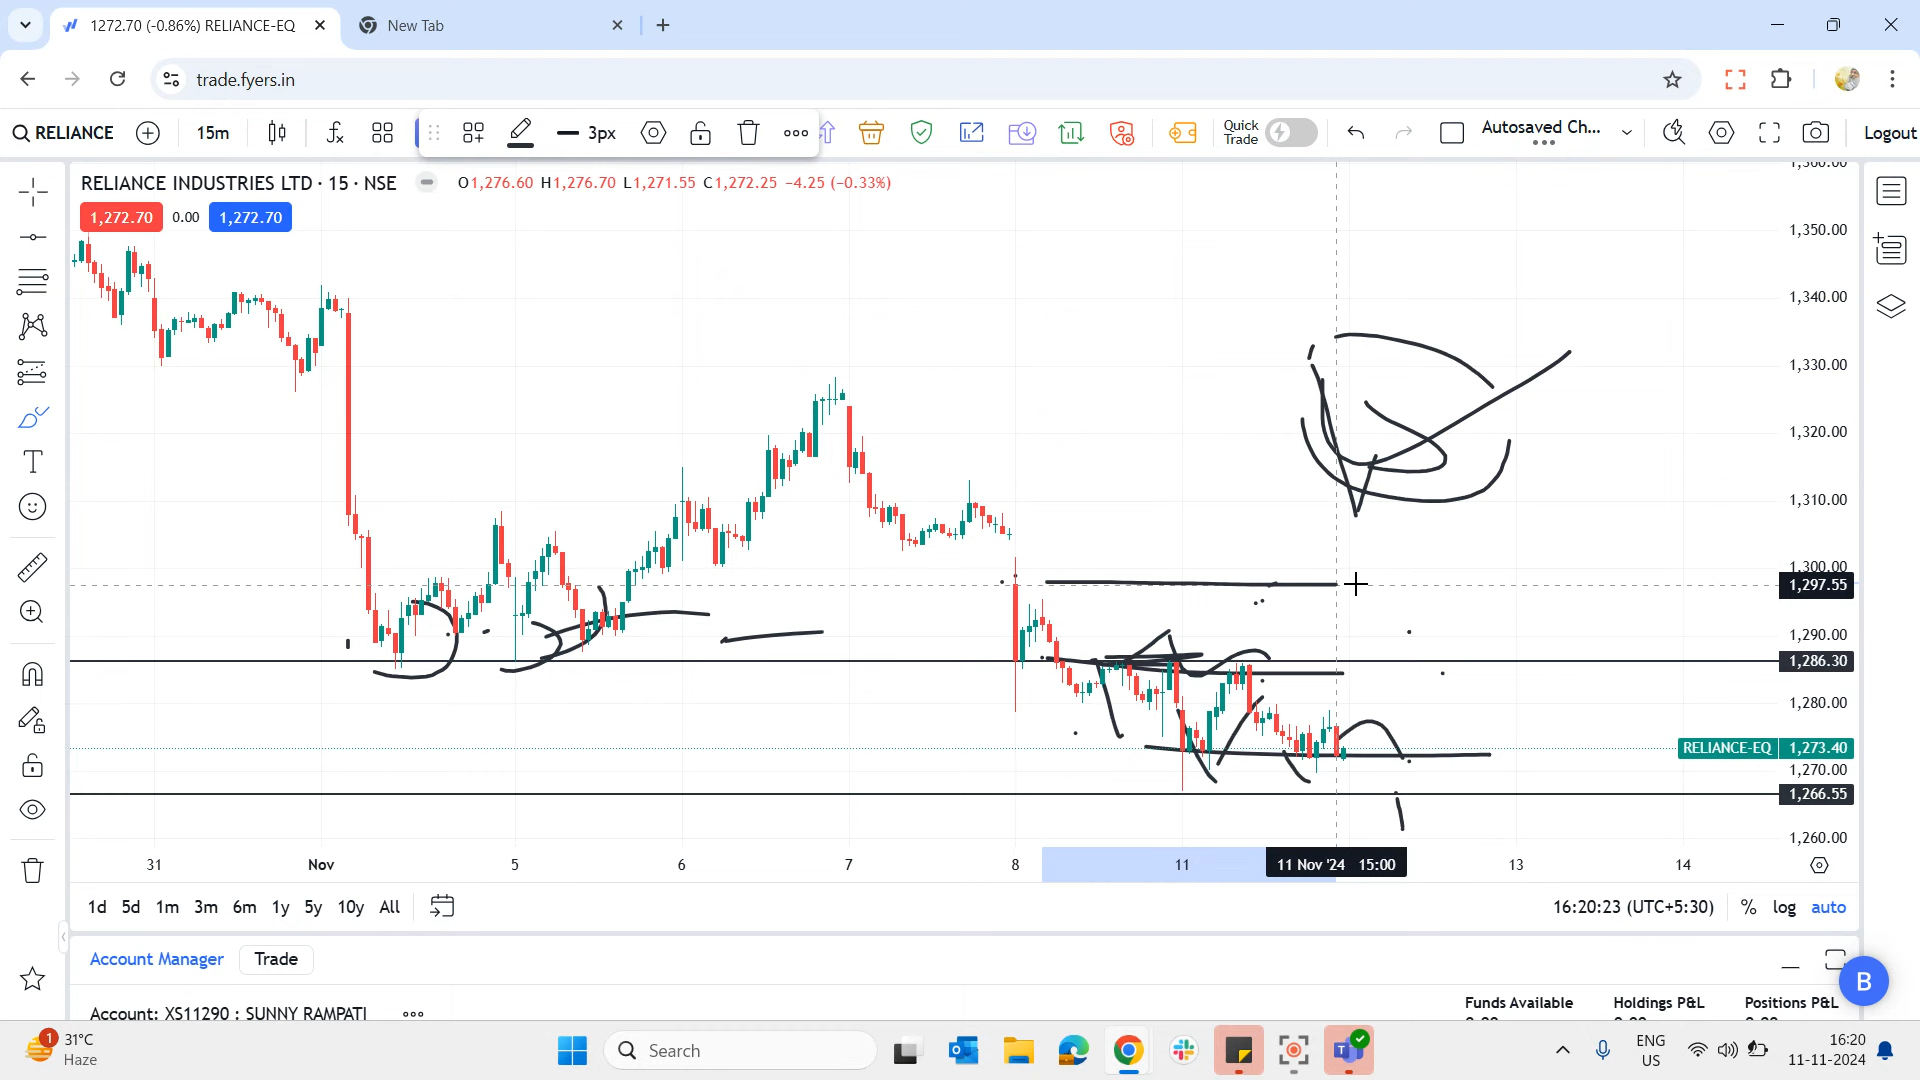 1272.70 (-0.86%) RELIANCE-EQ
New Tab
trade.fyers.in
RELIANCE
15m
3px
Quick
Trade
Autosaved Ch...
Logout
RELIANCE INDUSTRIES LTD · 15 · NSE
O1,276.60 H1,276.70 L1,271.55 C1,272.25 −4.25 (−0.33%)
1,272.70
0.00
1,272.70
1,360.00
1,350.00
1,340.00
1,330.00
1,320.00
1,310.00
1,300.00
1,297.55
1,290.00
1,286.30
1,280.00
RELIANCE-EQ 1,273.40
1,270.00
1,266.55
1,260.00
31 Nov 5 6 7 8 11 11 Nov '24 15:00 13 14
1d 5d 1m 3m 6m 1y 5y 10y All
16:20:23 (UTC+5:30) % log auto
Account Manager
Trade
B
Account: XS11290 : SUNNY RAMPATI
Funds Available
Holdings P&L
Positions P&L
1
31°C
Haze
Search
ENG
US
16:20
11-11-2024